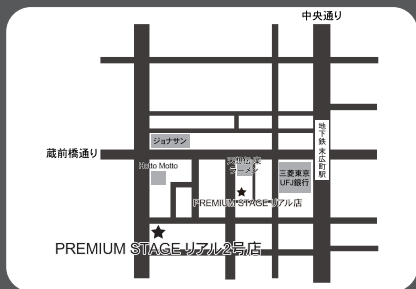 中央通り
地下鉄 末広町駅
ジョナサン
蔵前橋通り
Hotto Motto
ラーメン
三菱東京
UFJ銀行
PREMIUM STAGE リアル店
PREMIUM STAGE リアル2号店